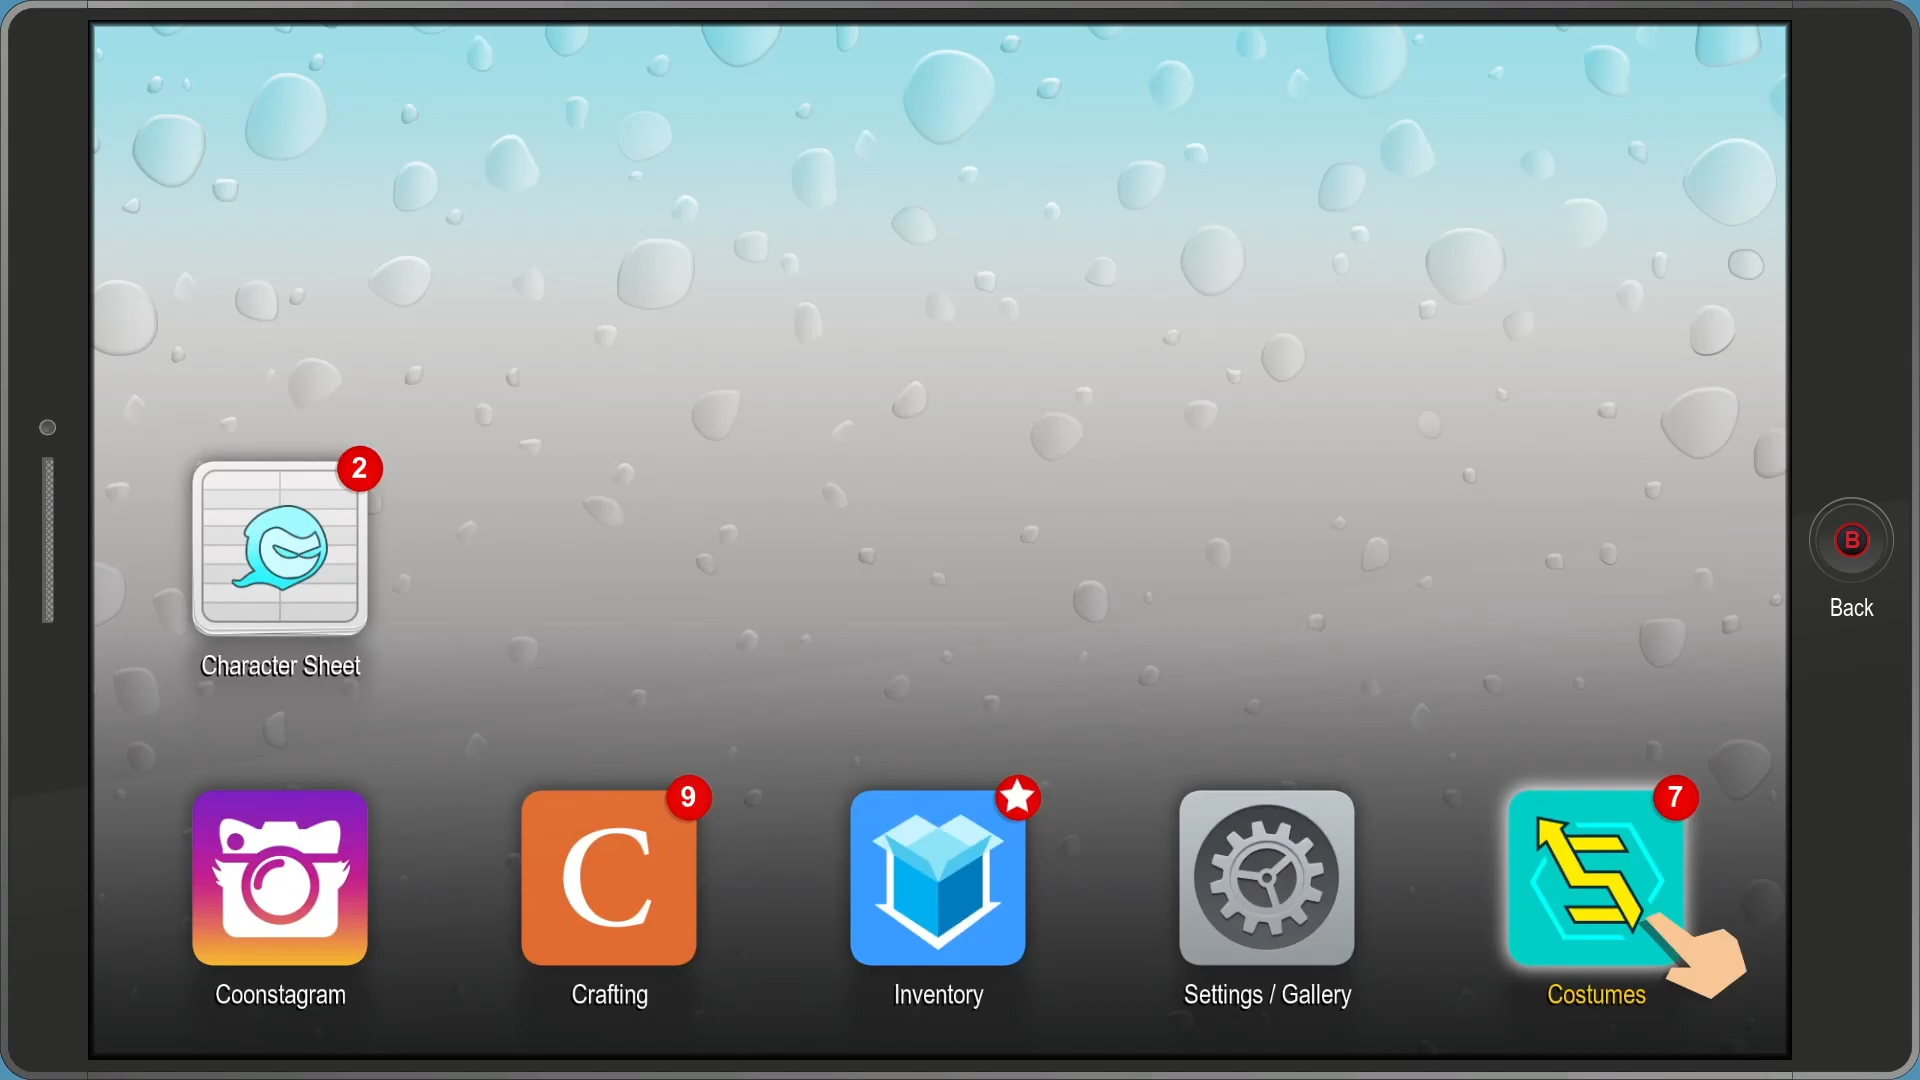 2
Character Sheet
B
Back
9
7
C
Coonstagram
Crafting
Inventory
Settings / Gallery
Costumes